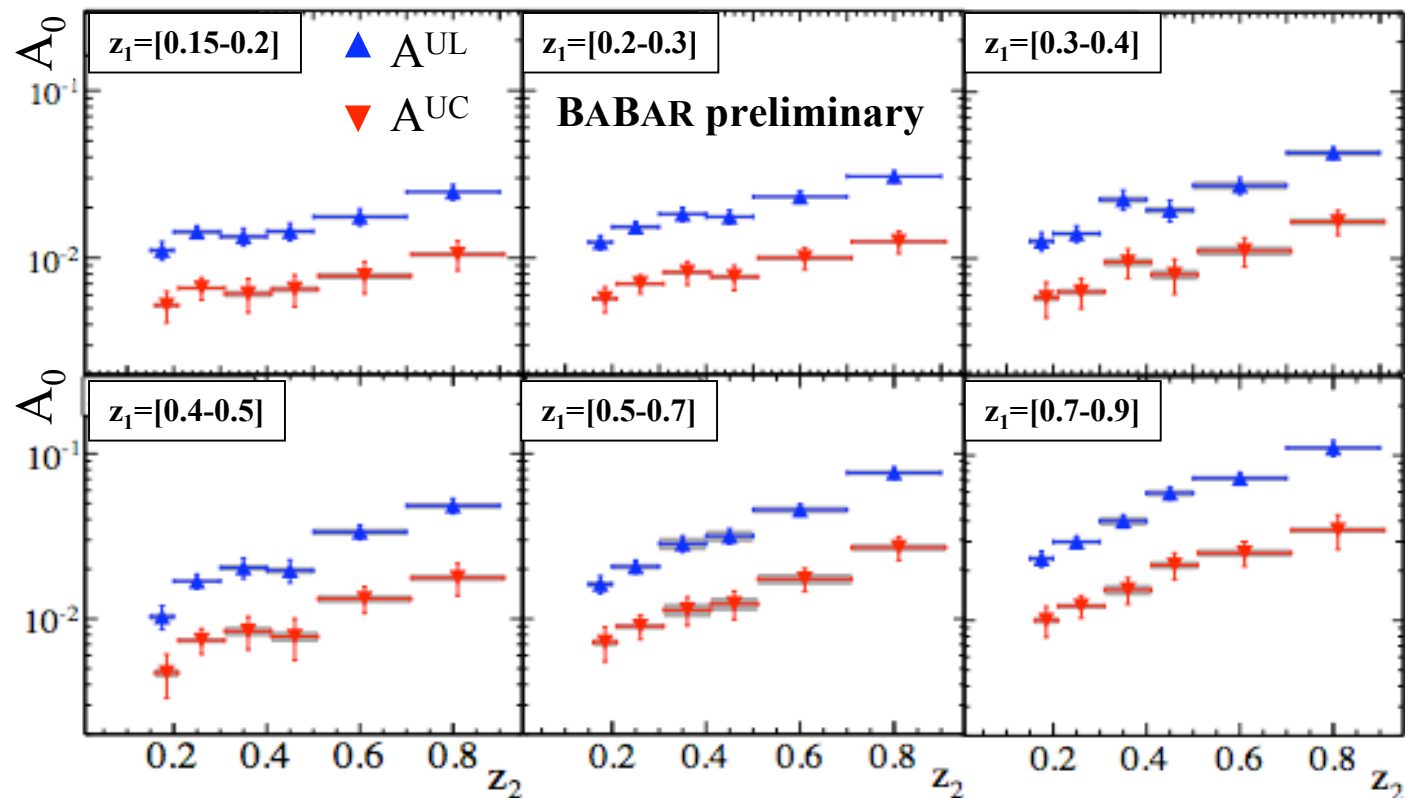 A₀
z₁=[0.15-0.2]
A^UL
A^UC
z₁=[0.2-0.3]
BABAR preliminary
z₁=[0.3-0.4]
10⁻¹
10⁻²
A₀
z₁=[0.4-0.5]
z₁=[0.5-0.7]
z₁=[0.7-0.9]
10⁻¹
10⁻²
0.2 0.4 0.6 0.8
z₂
0.2 0.4 0.6 0.8
z₂
0.2 0.4 0.6 0.8
z₂